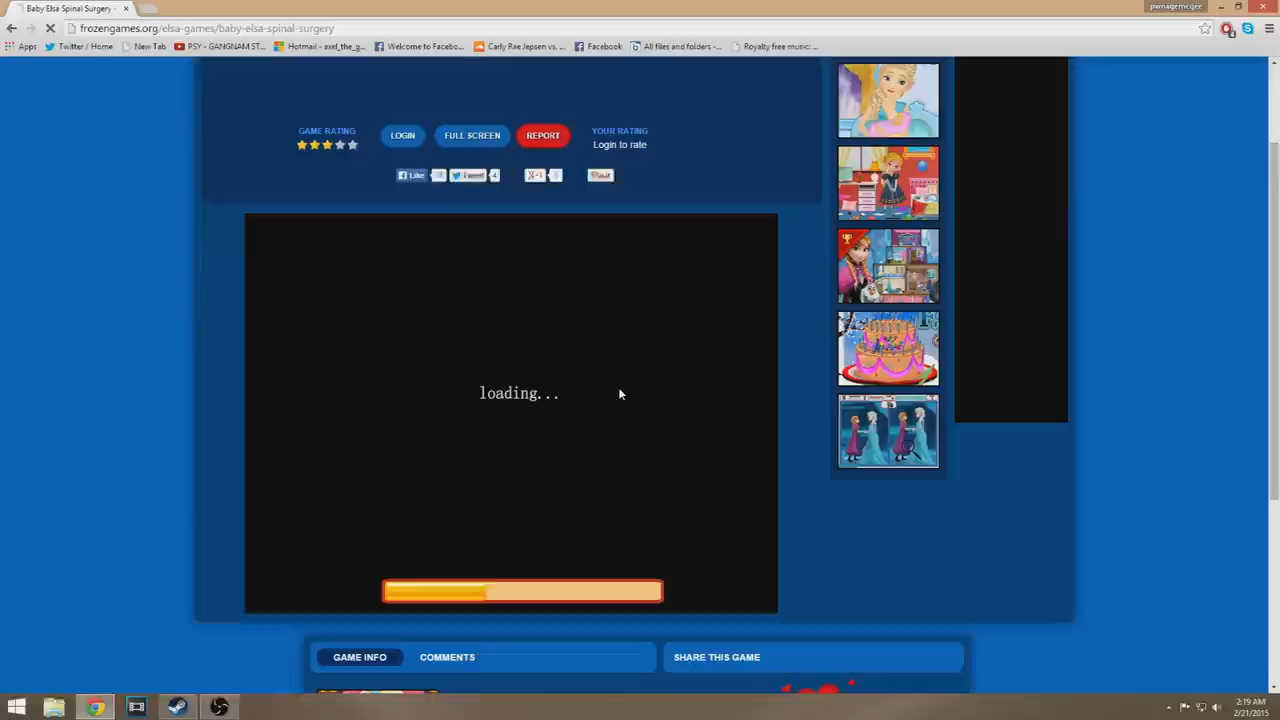 Baby Elsa Spinal Surgery -
pwmagemcgee
frozengames.org/elsa-games/baby-elsa-spinal-surgery
Apps Twitter / Home New Tab PSY - GANGNAM ST... Hotmail - axel_the_g... Welcome to Facebo... Carly Rae Jepsen vs. ... Facebook All files and folders -... Royalty free music: ...
GAME RATING LOGIN FULL SCREEN REPORT YOUR RATING
Login to rate
Like Tweet 4 +1
loading...
GAME INFO COMMENTS SHARE THIS GAME
2:19 AM
2/21/2015